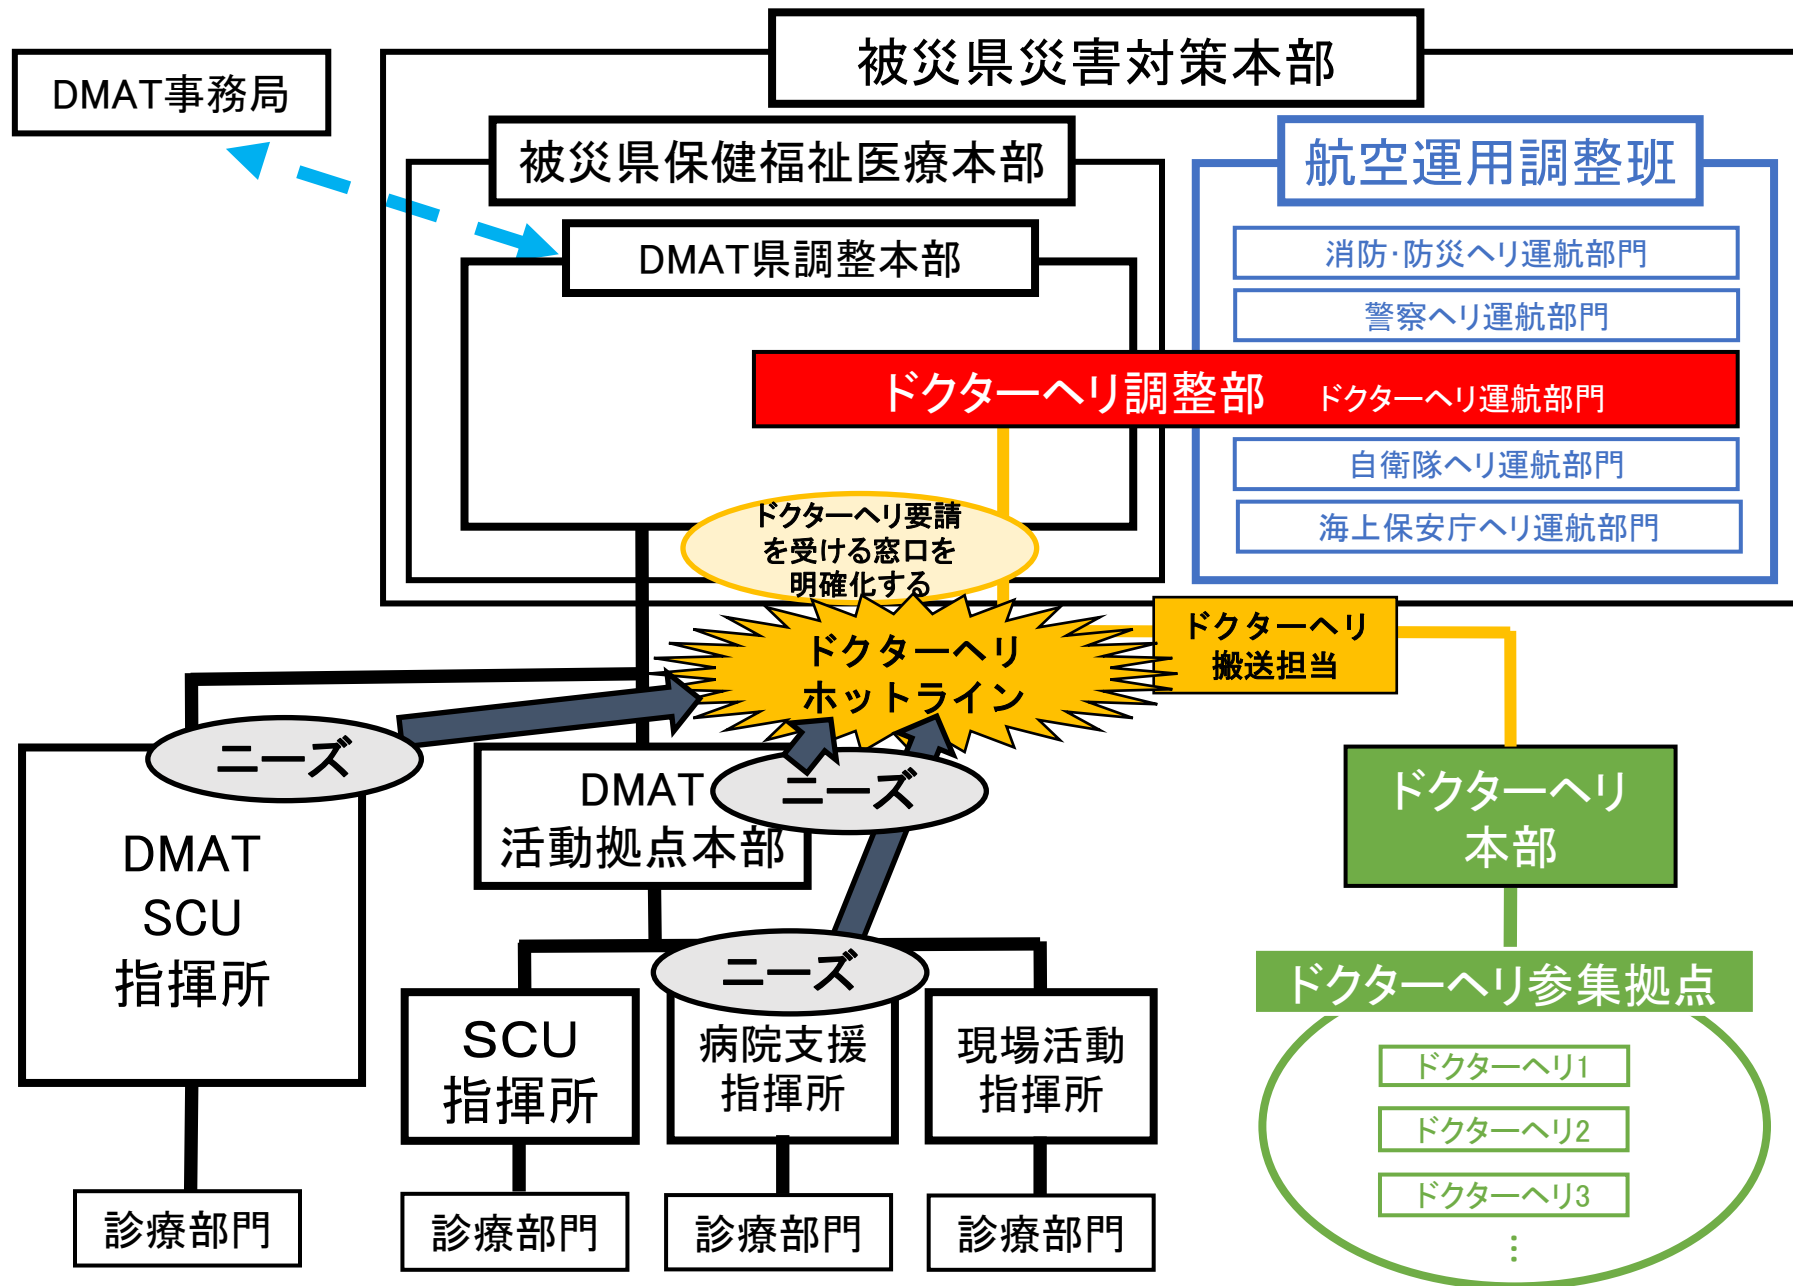 被災県災害対策本部
DMAT事務局
被災県保健福祉医療本部
航空運用調整班
DMAT県調整本部
消防・防災ヘリ運航部門
警察ヘリ運航部門
ドクターヘリ調整部 ドクターヘリ運航部門
自衛隊ヘリ運航部門
海上保安庁ヘリ運航部門
ドクターヘリ要請
を受ける窓口を
明確化する
ドクターヘリ
ホットライン
ドクターヘリ
搬送担当
ニーズ
DMAT
SCU
指揮所
DMAT
活動拠点本部
ニーズ
ドクターヘリ
本部
ニーズ
SCU
指揮所
病院支援
指揮所
現場活動
指揮所
ドクターヘリ参集拠点
ドクターヘリ1
ドクターヘリ2
ドクターヘリ3
…
診療部門
診療部門
診療部門
診療部門